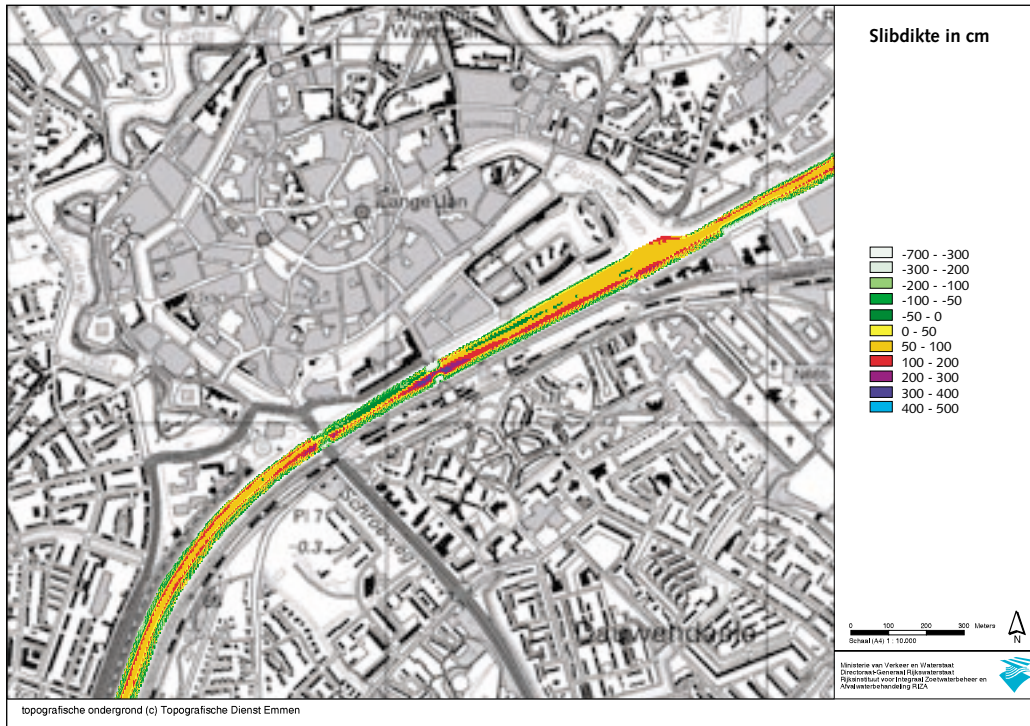 Slibdikte in cm
-700 - -300
-300 - -200
-200 - -100
-100 - -50
-50 - 0
0 - 50
50 - 100
100 - 200
200 - 300
300 - 400
400 - 500
Lange Jan
Schroeweg
Pl 7
-0.3
Dauwendaele
0 100 200 300 Meters
Schaal (A4) 1 : 10.000
N
Ministerie van Verkeer en Waterstaat
Directoraat-Generaal Rijkswaterstaat
Rijksinstituut voor Integraal Zoetwaterbeheer en
Afvalwaterbehandeling RIZA
topografische ondergrond (c) Topografische Dienst Emmen